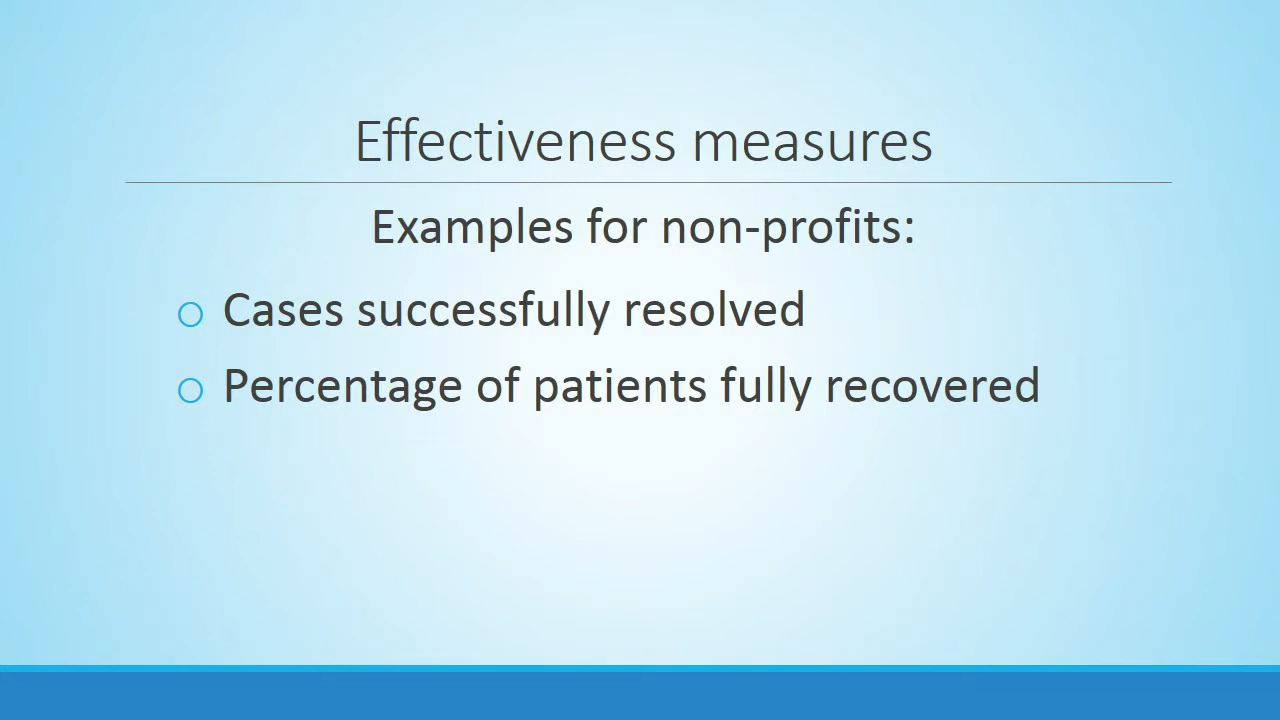 Effectiveness measures
Examples for non-profits:
Cases successfully resolved
Percentage of patients fully recovered